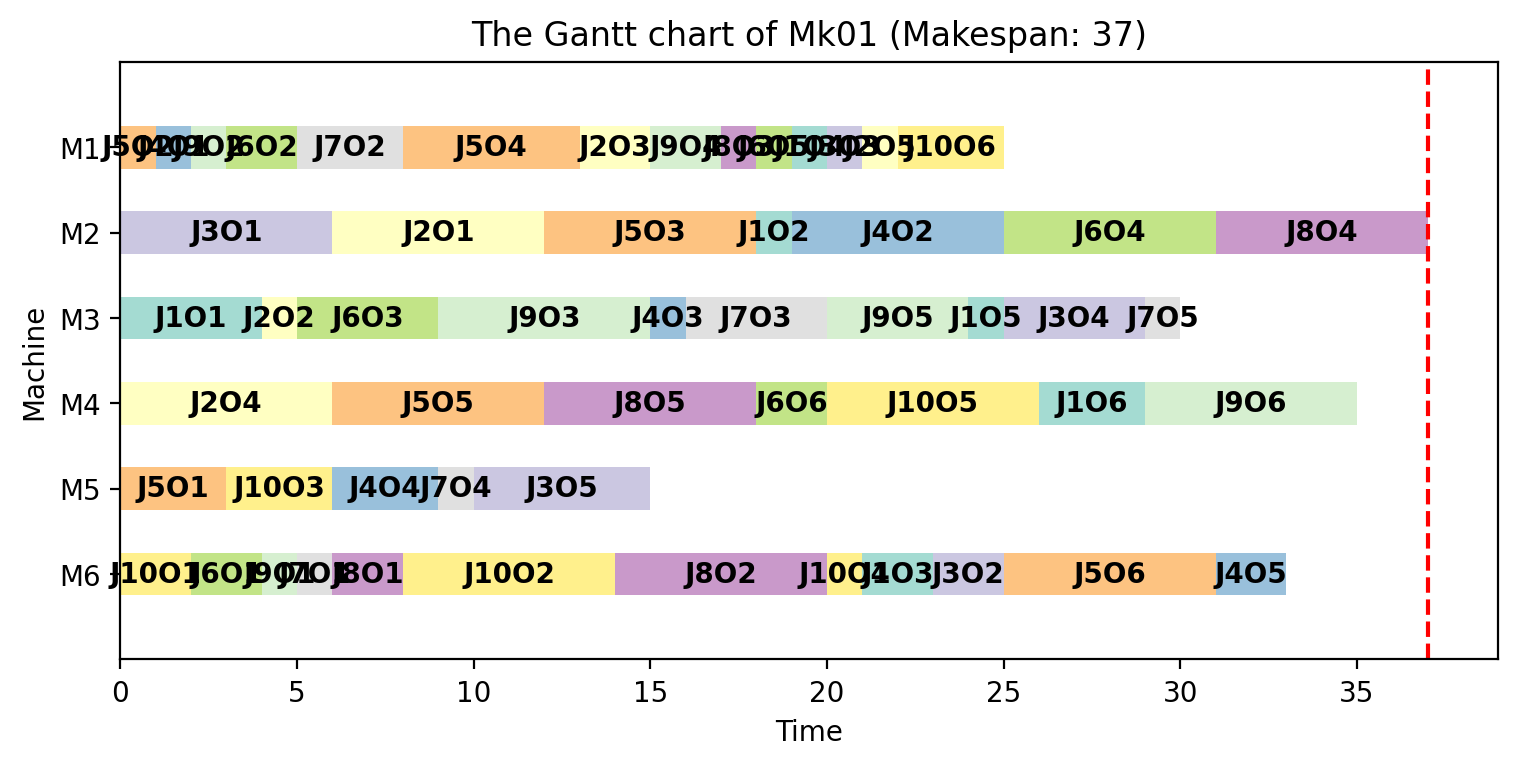 The Gantt chart of Mk01 (Makespan: 37)
M1 J5O2 J4O1 J9O2 J6O2 J7O2 J5O4 J2O3 J9O4 J8O3 J6O5 J1O4 J3O3 J2O5 J10O6
M2 J3O1 J2O1 J5O3 J1O2 J4O2 J6O4 J8O4
M3 J1O1 J2O2 J6O3 J9O3 J4O3 J7O3 J9O5 J1O5 J3O4 J7O5
Machine
M4 J2O4 J5O5 J8O5 J6O6 J10O5 J1O6 J9O6
M5 J5O1 J10O3 J4O4 J7O4 J3O5
M6 J10O1 J6O1 J9O1 J7O1 J8O1 J10O2 J8O2 J10O4 J1O3 J3O2 J5O6 J4O5
0 5 10 15 20 25 30 35
Time